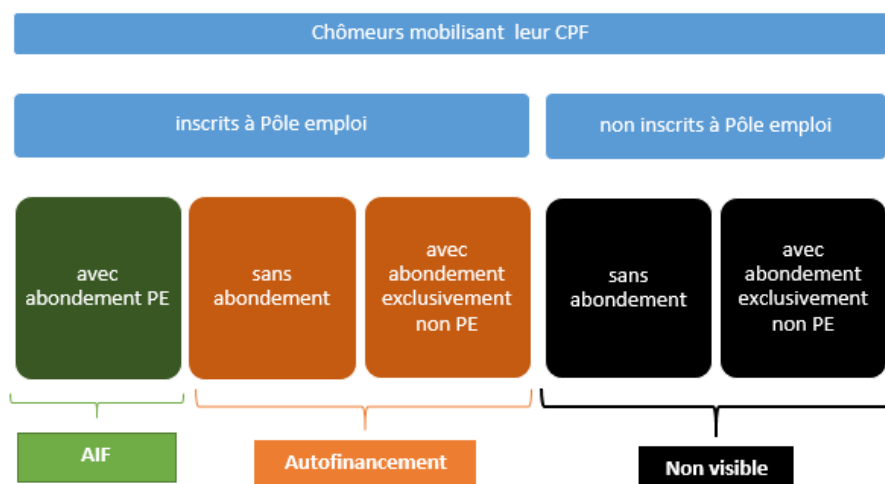 Chômeurs mobilisant leur CPF
inscrits à Pôle emploi
non inscrits à Pôle emploi
avec
abondement PE
sans
abondement
avec
abondement
exclusivement
non PE
sans
abondement
avec
abondement
exclusivement
non PE
AIF
Autofinancement
Non visible